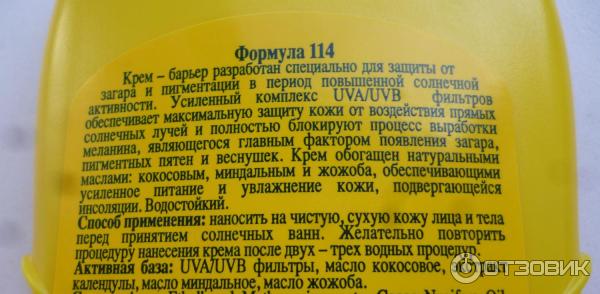 Формула 114
Крем – барьер разработан специально для защиты от
загара и пигментации в период повышенной солнечной
активности. Усиленный комплекс UVA/UVB фильтров
обеспечивает максимальную защиту кожи от воздействия прямых
солнечных лучей и полностью блокируют процесс выработки
меланина, являющегося главным фактором появления загара,
пигментных пятен и веснушек. Крем обогащен натуральными
маслами: кокосовым, миндальным и жожоба, обеспечивающими
усиленное питание и увлажнение кожи, подвергающейся
инсоляции. Водостойкий.
Способ применения: наносить на чистую, сухую кожу лица и тела
перед принятием солнечных ванн. Желательно повторить
процедуру нанесения крема после двух – трех водных процедур.
Активная база: UVA/UVB фильтры, масло кокосовое, экстракт
календулы, масло миндальное, масло жожоба.
ОТЗОВИК